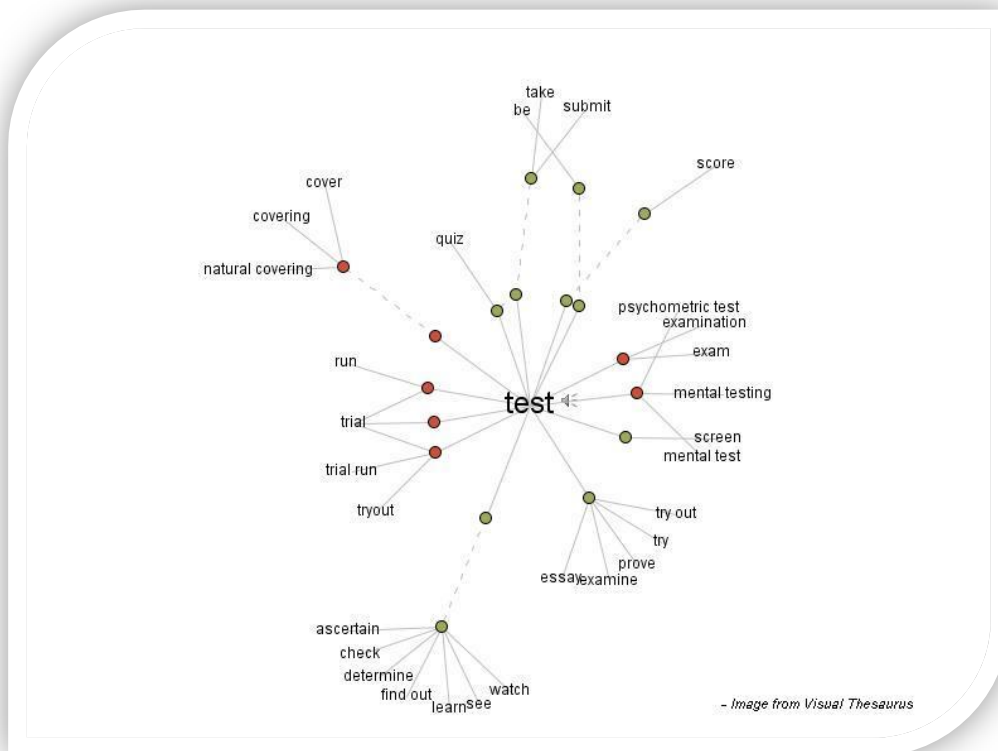 take
be
submit
score
cover
covering
quiz
natural covering
psychometric test
examination
exam
run
mental testing
test
trial
screen
mental test
trial run
tryout
try out
try
prove
essay
examine
ascertain
check
determine
find out
learn
see
watch
– Image from Visual Thesaurus